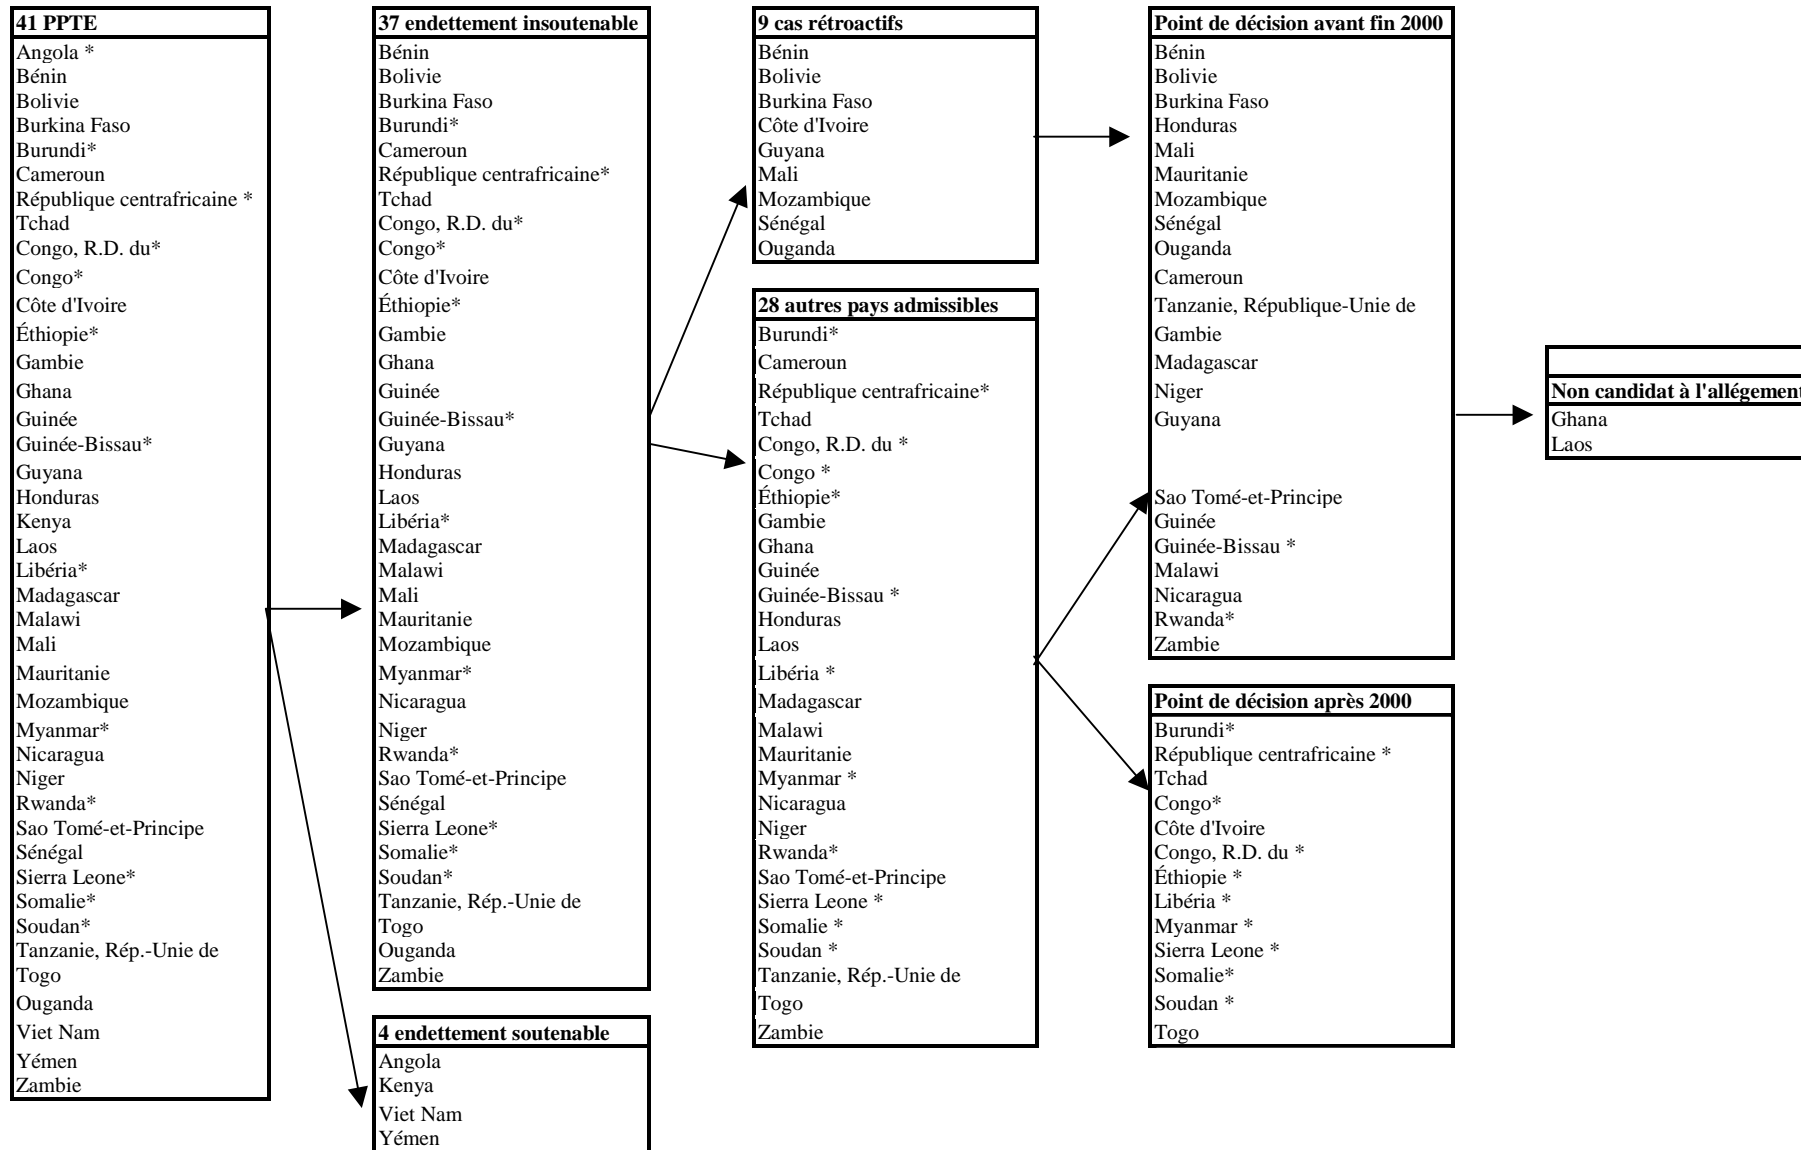 41 PPTE
Angola *
Bénin
Bolivie
Burkina Faso
Burundi*
Cameroun
République centrafricaine *
Tchad
Congo, R.D. du*
Congo*
Côte d'Ivoire
Éthiopie*
Gambie
Ghana
Guinée
Guinée-Bissau*
Guyana
Honduras
Kenya
Laos
Libéria*
Madagascar
Malawi
Mali
Mauritanie
Mozambique
Myanmar*
Nicaragua
Niger
Rwanda*
Sao Tomé-et-Principe
Sénégal
Sierra Leone*
Somalie*
Soudan*
Tanzanie, Rép.-Unie de
Togo
Ouganda
Viet Nam
Yémen
Zambie
37 endettement insoutenable
Bénin
Bolivie
Burkina Faso
Burundi*
Cameroun
République centrafricaine*
Tchad
Congo, R.D. du*
Congo*
Côte d'Ivoire
Éthiopie*
Gambie
Ghana
Guinée
Guinée-Bissau*
Guyana
Honduras
Laos
Libéria*
Madagascar
Malawi
Mali
Mauritanie
Mozambique
Myanmar*
Nicaragua
Niger
Rwanda*
Sao Tomé-et-Principe
Sénégal
Sierra Leone*
Somalie*
Soudan*
Tanzanie, Rép.-Unie de
Togo
Ouganda
Zambie
4 endettement soutenable
Angola
Kenya
Viet Nam
Yémen
9 cas rétroactifs
Bénin
Bolivie
Burkina Faso
Côte d'Ivoire
Guyana
Mali
Mozambique
Sénégal
Ouganda
28 autres pays admissibles
Burundi*
Cameroun
République centrafricaine*
Tchad
Congo, R.D. du *
Congo *
Éthiopie*
Gambie
Ghana
Guinée
Guinée-Bissau *
Honduras
Laos
Libéria *
Madagascar
Malawi
Mauritanie
Myanmar *
Nicaragua
Niger
Rwanda*
Sao Tomé-et-Principe
Sierra Leone *
Somalie *
Soudan *
Tanzanie, Rép.-Unie de
Togo
Zambie
Point de décision avant fin 2000
Bénin
Bolivie
Burkina Faso
Honduras
Mali
Mauritanie
Mozambique
Sénégal
Ouganda
Cameroun
Tanzanie, République-Unie de
Gambie
Madagascar
Niger
Guyana
Sao Tomé-et-Principe
Guinée
Guinée-Bissau *
Malawi
Nicaragua
Rwanda*
Zambie
Point de décision après 2000
Burundi*
République centrafricaine *
Tchad
Congo*
Côte d'Ivoire
Congo, R.D. du *
Éthiopie *
Libéria *
Myanmar *
Sierra Leone *
Somalie*
Soudan *
Togo
Non candidat à l'allégement
Ghana
Laos